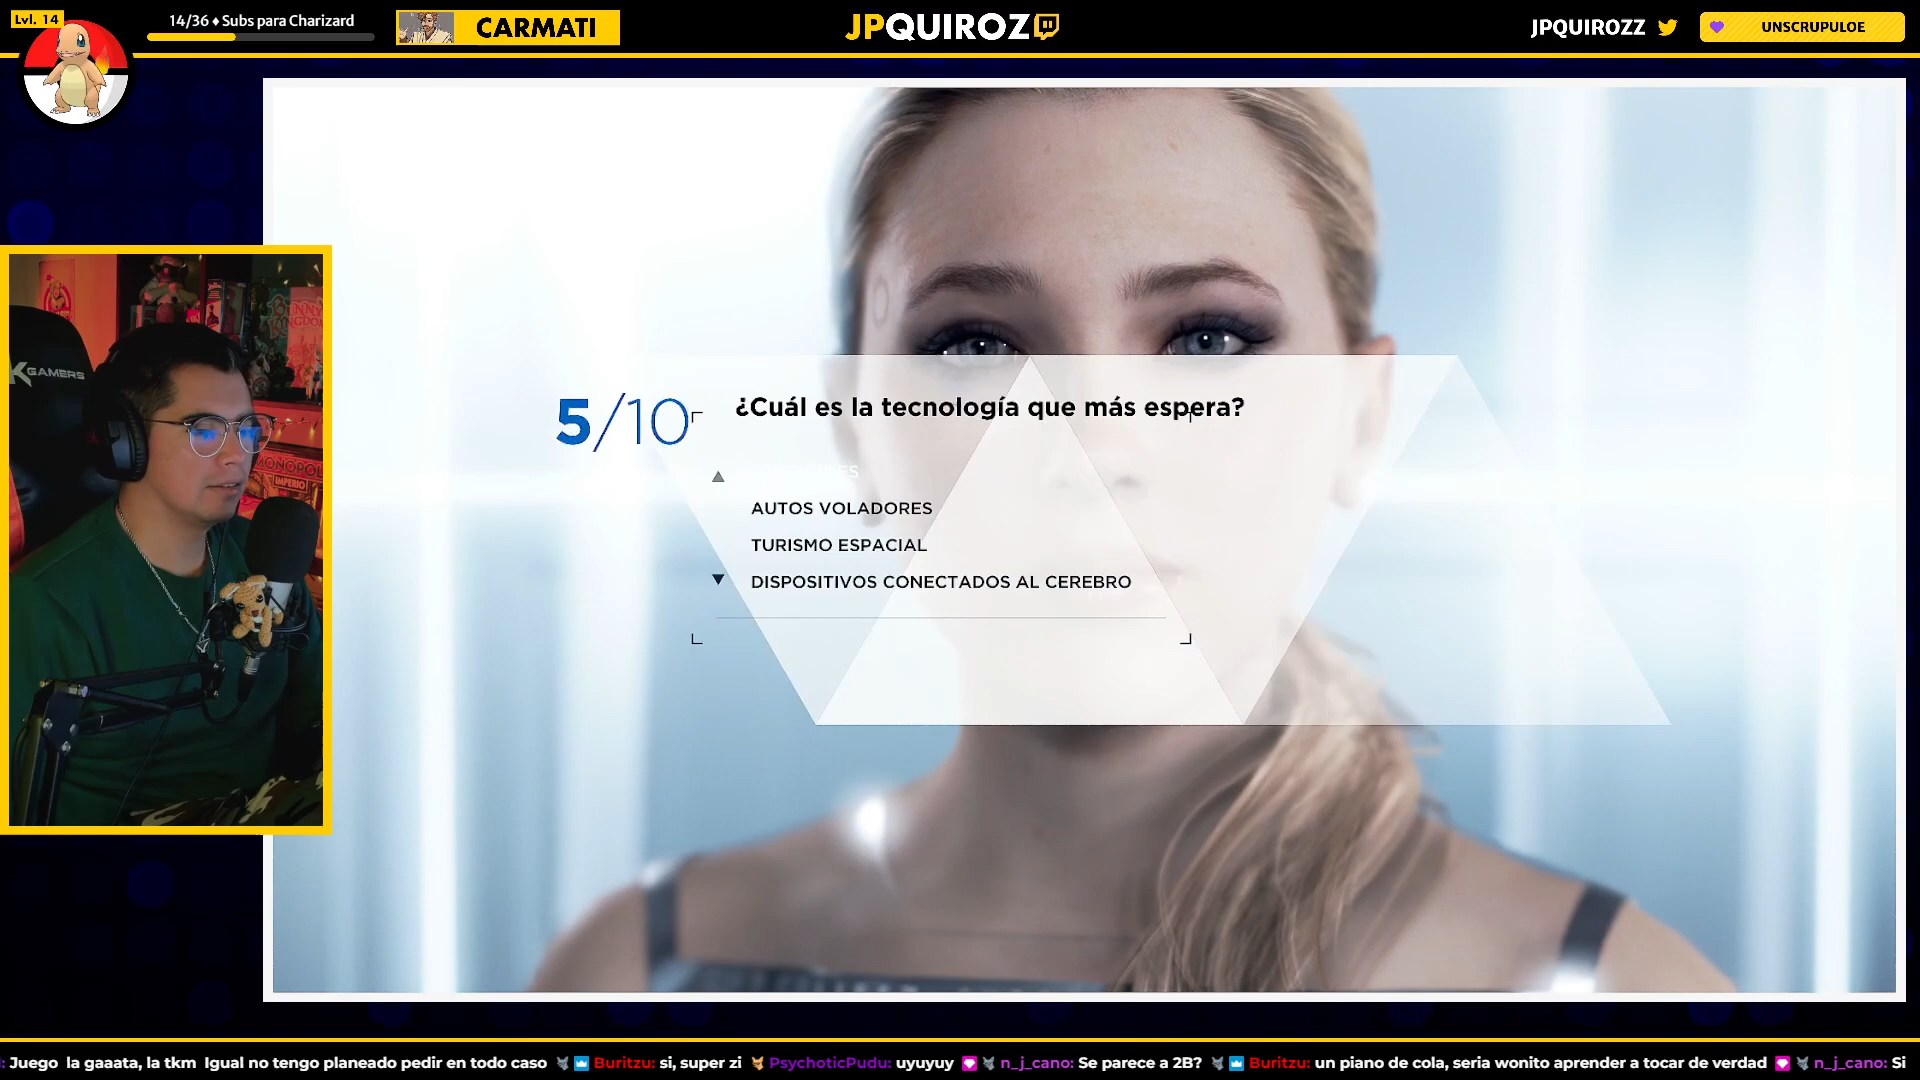 Lvl. 14
14/36 ♦ Subs para Charizard
CARMATI
JPQUIROZ
JPQUIROZZ
UNSCRUPULOE
5/10
¿Cuál es la tecnología que más espera?
AUTOS VOLADORES
TURISMO ESPACIAL
DISPOSITIVOS CONECTADOS AL CEREBRO
GAMERS
MONOPOLY
IMPERIO
: Juego la gaaata, la tkm Igual no tengo planeado pedir en todo caso Buritzu: si, super zi PsychoticPudu: uyuyuy n_j_cano: Se parece a 2B? Buritzu: un piano de cola, seria wonito aprender a tocar de verdad n_j_cano: Si